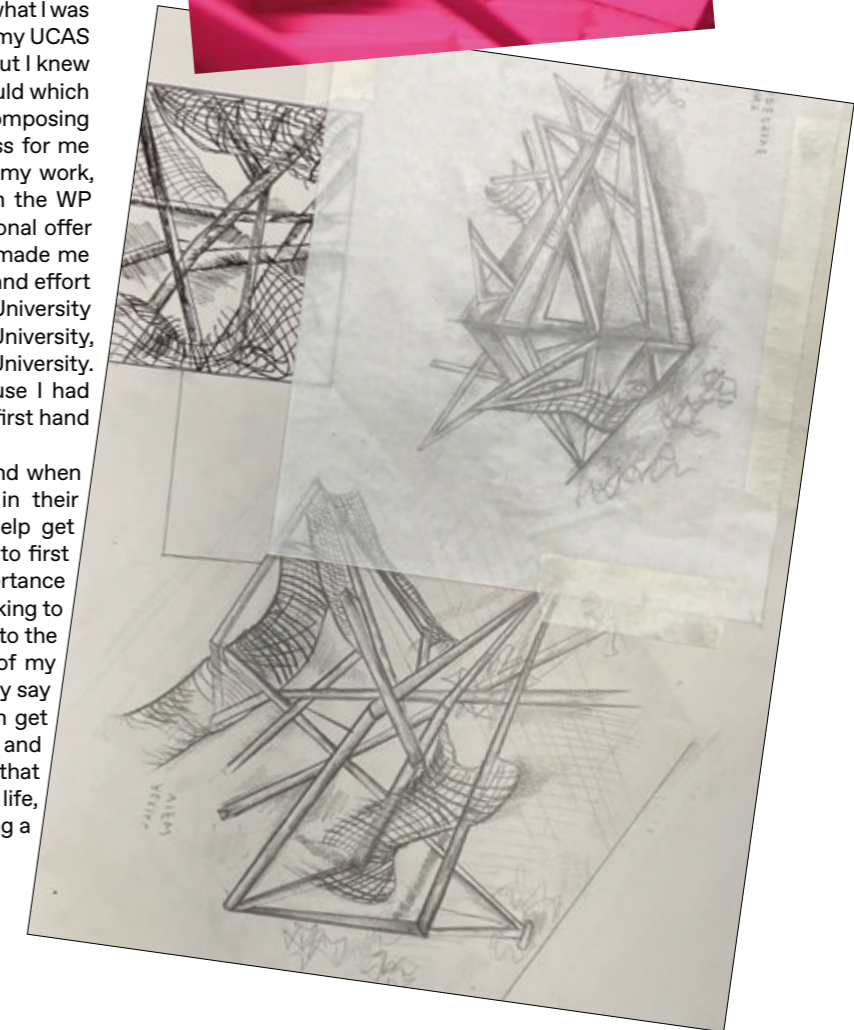 what I was
my UCAS
ut I knew
uld which
omposing
ss for me
my work,
n the WP
onal offer
made me
and effort
University
University,
University.
use I had
first hand
nd when
in their
elp get
to first
ortance
king to
to the
of my
y say
n get
and
that
life,
g a